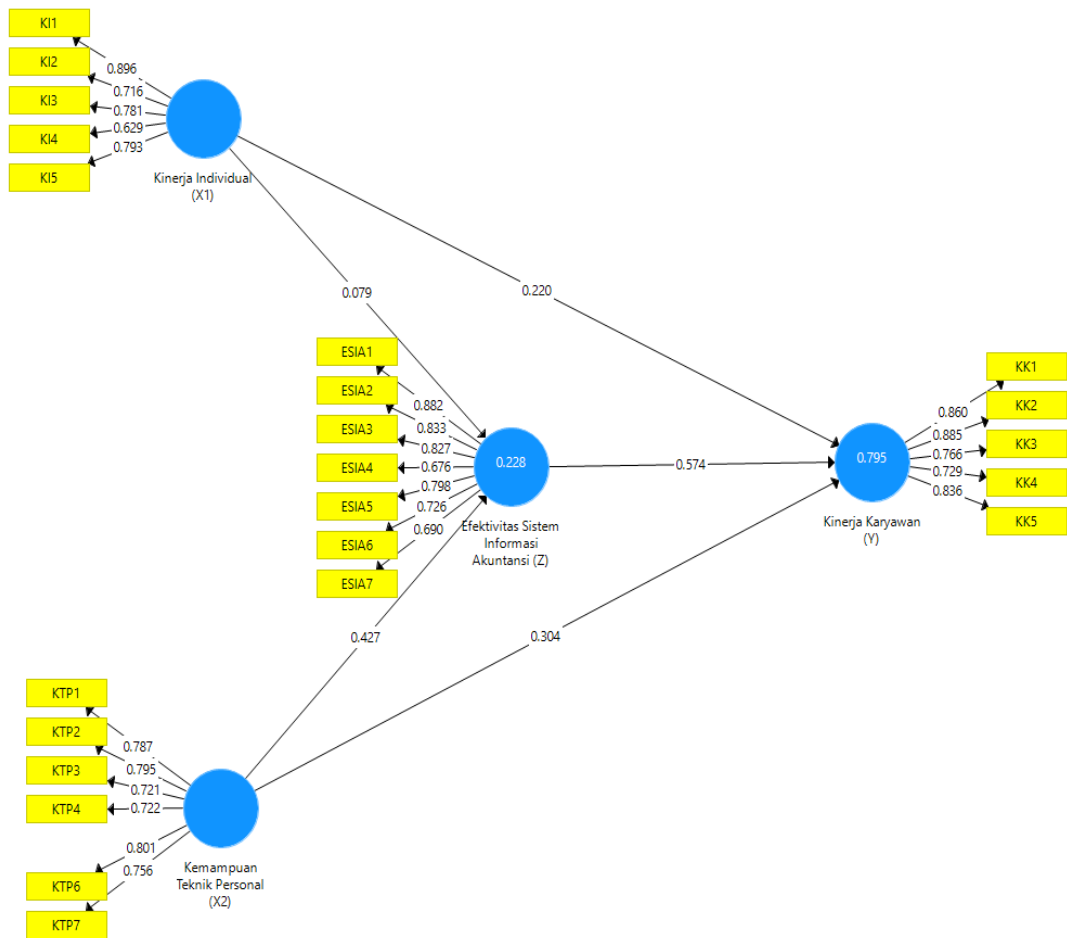 KI1
KI2
KI3
KI4
KI5
0.896
0.716
0.781
0.629
0.793
Kinerja Individual
(X1)
0.079
0.220
ESIA1
ESIA2
ESIA3
ESIA4
ESIA5
ESIA6
ESIA7
0.882
0.833
0.827
0.676
0.798
0.726
0.690
0.228
Efektivitas Sistem
Informasi
Akuntansi (Z)
0.574
0.795
Kinerja Karyawan
(Y)
0.860
0.885
0.766
0.729
0.836
KK1
KK2
KK3
KK4
KK5
0.427
0.304
KTP1
KTP2
KTP3
KTP4
KTP6
KTP7
0.787
0.795
0.721
0.722
0.801
0.756
Kemampuan
Teknik Personal
(X2)